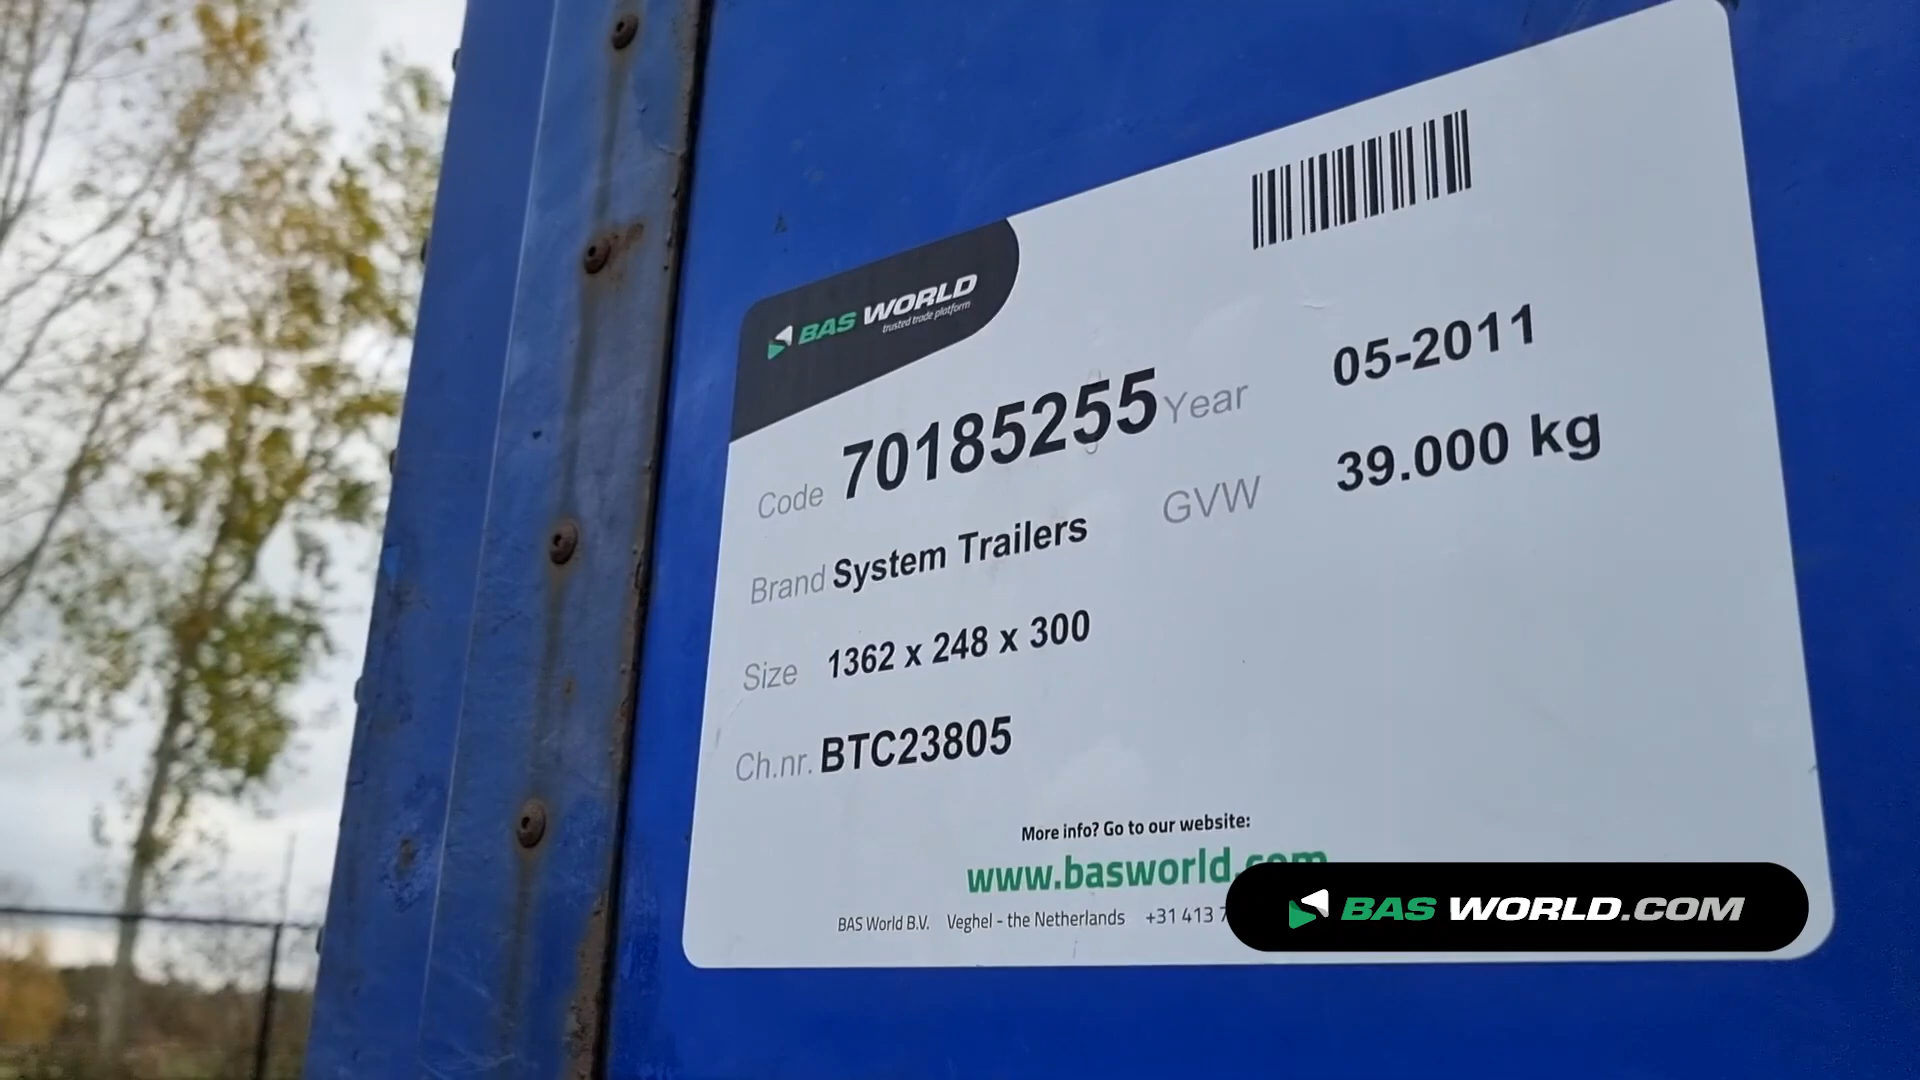 BAS WORLD
trusted trade platform
Code 70185255
Year 05-2011
Brand System Trailers
GVW 39.000 kg
Size 1362 x 248 x 300
Ch.nr. BTC23805
More info? Go to our website:
www.basworld.com
BAS World B.V. Veghel - the Netherlands +31 413 7
BAS WORLD.COM